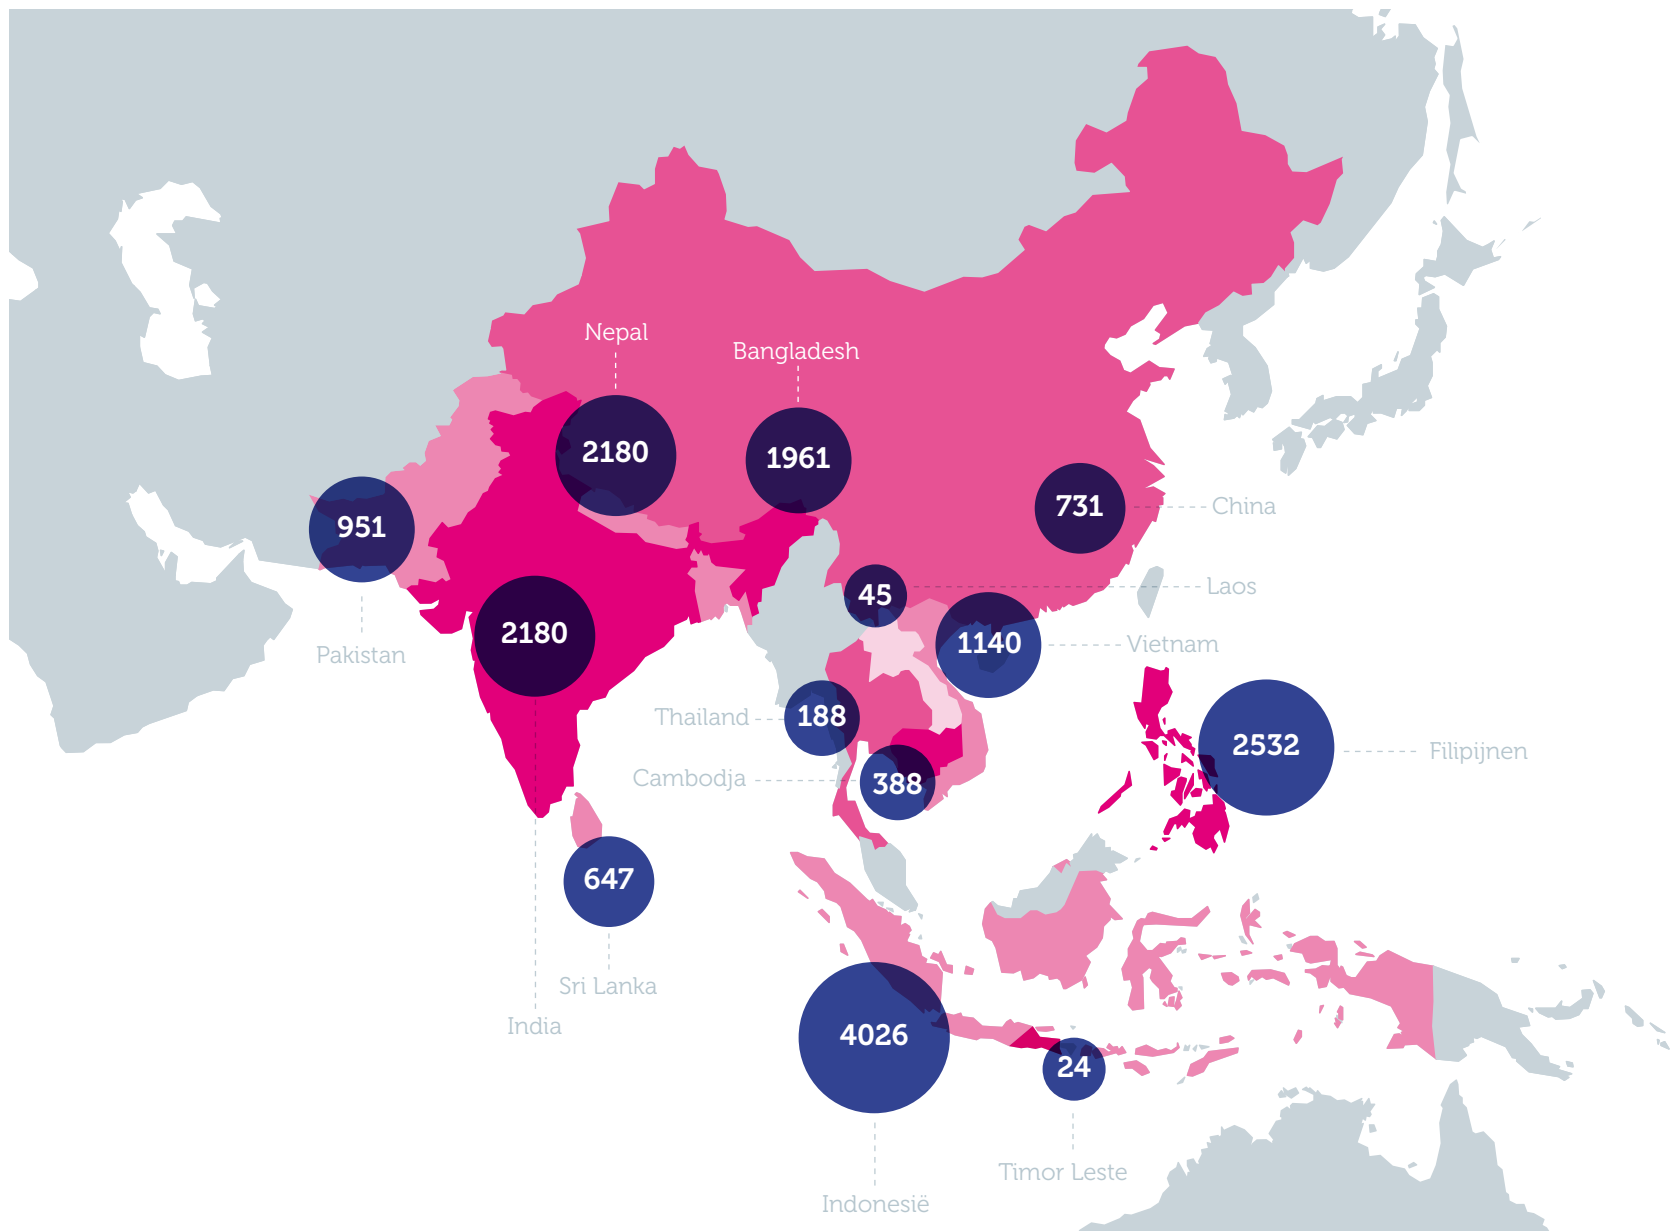 Nepal
Bangladesh
2180
1961
951
731
China
45
Laos
2180
1140
Vietnam
Pakistan
188
Thailand
2532
Filipijnen
388
Cambodja
647
Sri Lanka
India
4026
24
Timor Leste
Indonesië